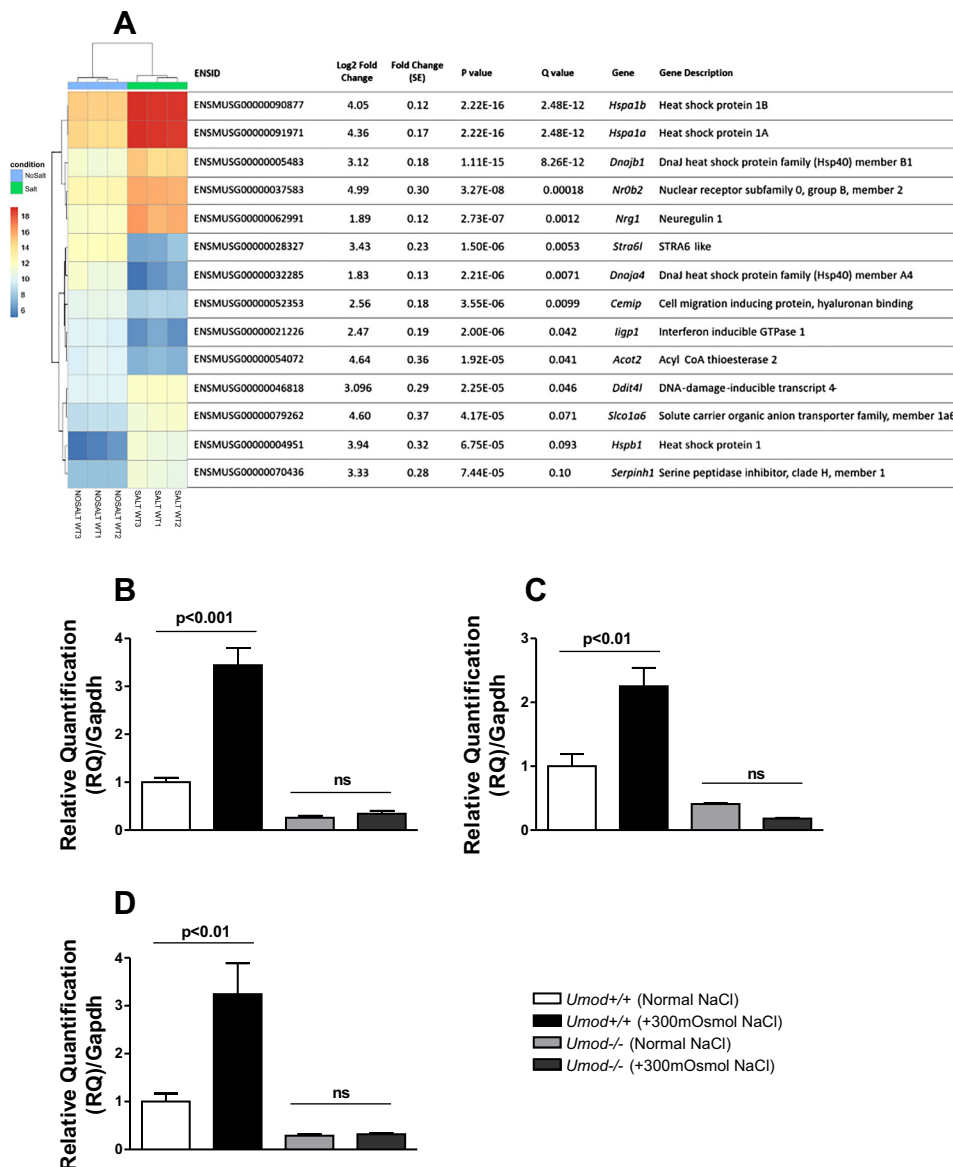 A
ENSID Log2 Fold Change Fold Change (SE) P value Q value Gene Gene Description
ENSMUSG00000090877 4.05 0.12 2.22E-16 2.48E-12 Hspa1b Heat shock protein 1B
ENSMUSG00000091971 4.36 0.17 2.22E-16 2.48E-12 Hspa1a Heat shock protein 1A
ENSMUSG00000005483 3.12 0.18 1.11E-15 8.26E-12 Dnajb1 DnaJ heat shock protein family (Hsp40) member B1
ENSMUSG00000037583 4.99 0.30 3.27E-08 0.00018 Nr0b2 Nuclear receptor subfamily 0, group B, member 2
ENSMUSG00000062991 1.89 0.12 2.73E-07 0.0012 Nrg1 Neuregulin 1
ENSMUSG00000028327 3.43 0.23 1.50E-06 0.0053 Stra6l STRA6 like
ENSMUSG00000032285 1.83 0.13 2.21E-06 0.0071 Dnaja4 DnaJ heat shock protein family (Hsp40) member A4
ENSMUSG00000052353 2.56 0.18 3.55E-06 0.0099 Cemip Cell migration inducing protein, hyaluronan binding
ENSMUSG00000021226 2.47 0.19 2.00E-06 0.042 Iigp1 Interferon inducible GTPase 1
ENSMUSG00000054072 4.64 0.36 1.92E-05 0.041 Acot2 Acyl CoA thioesterase 2
ENSMUSG00000046818 3.096 0.29 2.25E-05 0.046 Ddit4l DNA-damage-inducible transcript 4-
ENSMUSG00000079262 4.60 0.37 4.17E-05 0.071 Slco1a6 Solute carrier organic anion transporter family, member 1a6
ENSMUSG00000004951 3.94 0.32 6.75E-05 0.093 Hspb1 Heat shock protein 1
ENSMUSG00000070436 3.33 0.28 7.44E-05 0.10 Serpinh1 Serine peptidase inhibitor, clade H, member 1
condition
NoSalt
Salt
18
16
14
12
10
8
6
NOSALT WT3
NOSALT WT1
NOSALT WT2
SALT WT3
SALT WT1
SALT WT2
B
Relative Quantification
(RQ)/Gapdh
4
3
2
1
0
p<0.001
ns
C
Relative Quantification
(RQ)/Gapdh
3
2
1
0
p<0.01
ns
D
Relative Quantification
(RQ)/Gapdh
4
3
2
1
0
p<0.01
ns
Umod+/+ (Normal NaCl)
Umod+/+ (+300mOsmol NaCl)
Umod-/- (Normal NaCl)
Umod-/- (+300mOsmol NaCl)